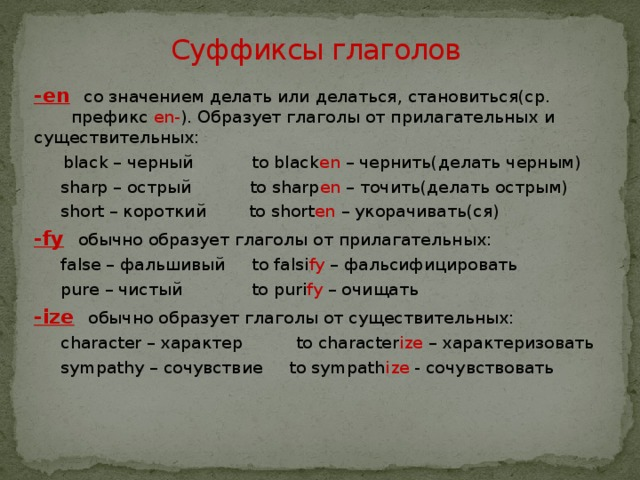 Суффиксы глаголов
-en со значением делать или делаться, становиться(ср.
префикс en-). Образует глаголы от прилагательных и
существительных:
black – черный to blacken – чернить(делать черным)
sharp – острый to sharpen – точить(делать острым)
short – короткий to shorten – укорачивать(ся)
-fy обычно образует глаголы от прилагательных:
false – фальшивый to falsify – фальсифицировать
pure – чистый to purify – очищать
-ize обычно образует глаголы от существительных:
character – характер to characterize – характеризовать
sympathy – сочувствие to sympathize - сочувствовать